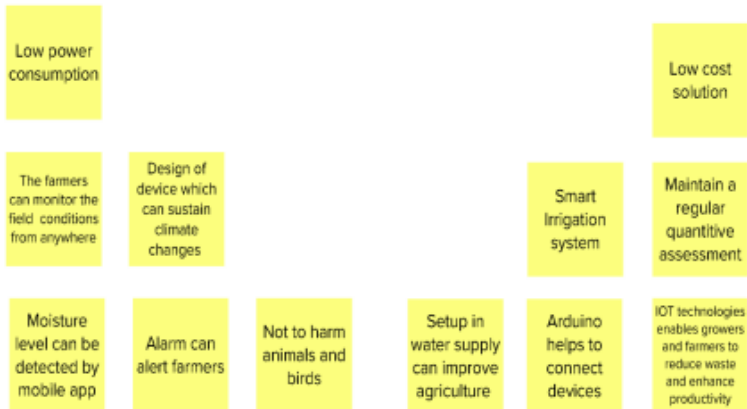 Low power
consumption
Low cost
solution
The farmers
can monitor the
field conditions
from anywhere
Design of
device which
can sustain
climate
changes
Smart
Irrigation
system
Maintain a
regular
quantitive
assessment
Moisture
level can be
detected by
mobile app
Alarm can
alert farmers
Not to harm
animals and
birds
Setup in
water supply
can improve
agriculture
Arduino
helps to
connect
devices
IOT technologies
enables growers
and farmers to
reduce waste
and enhance
productivity